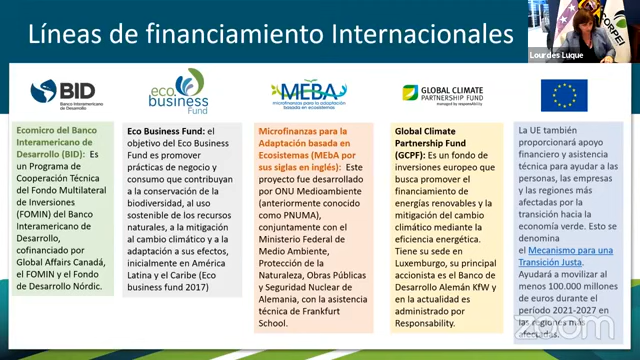 Líneas de financiamiento Internacionales
CORPEI
Lourdes Luque
BID
Banco Interamericano
de Desarrollo
eco.
business
Fund
MEBA
microfinanzas para la adaptación
basada en ecosistemas
GLOBAL CLIMATE
PARTNERSHIP FUND
managed by responsAbility
Ecomicro del Banco
Interamericano de
Desarrollo (BID): Es
un Programa de
Cooperación Técnica
del Fondo Multilateral
de Inversiones
(FOMIN) del Banco
Interamericano de
Desarrollo,
cofinanciado por
Global Affairs Canadá,
el FOMIN y el Fondo
de Desarrollo Nórdic.
Eco Business Fund: el
objetivo del Eco Business
Fund es promover
prácticas de negocio y
consumo que contribuyan
a la conservación de la
biodiversidad, al uso
sostenible de los recursos
naturales, a la mitigación
al cambio climático y a la
adaptación a sus efectos,
inicialmente en América
Latina y el Caribe (Eco
business fund 2017)
Microfinanzas para la
Adaptación basada en
Ecosistemas (MEbA por
sus siglas en inglés): Este
proyecto fue desarrollado
por ONU Medioambiente
(anteriormente conocido
como PNUMA),
conjuntamente con el
Ministerio Federal de
Medio Ambiente,
Protección de la
Naturaleza, Obras Públicas
y Seguridad Nuclear de
Alemania, con la asistencia
técnica de Frankfurt
School.
Global Climate
Partnership Fund
(GCPF): Es un fondo de
inversiones europeo que
busca promover el
financiamiento de
energías renovables y la
mitigación del cambio
climático mediante la
eficiencia energética.
Tiene su sede en
Luxemburgo, su principal
accionista es el Banco de
Desarrollo Alemán KfW y
en la actualidad es
administrado por
Responsability.
La UE también
proporcionará apoyo
financiero y asistencia
técnica para ayudar a las
personas, las empresas
y las regiones más
afectadas por la
transición hacia la
economía verde. Esto se
denomina
el Mecanismo para una
Transición Justa.
Ayudará a movilizar al
menos 100.000 millones
de euros durante el
período 2021-2027 en
las regiones más
afectadas.
zoom